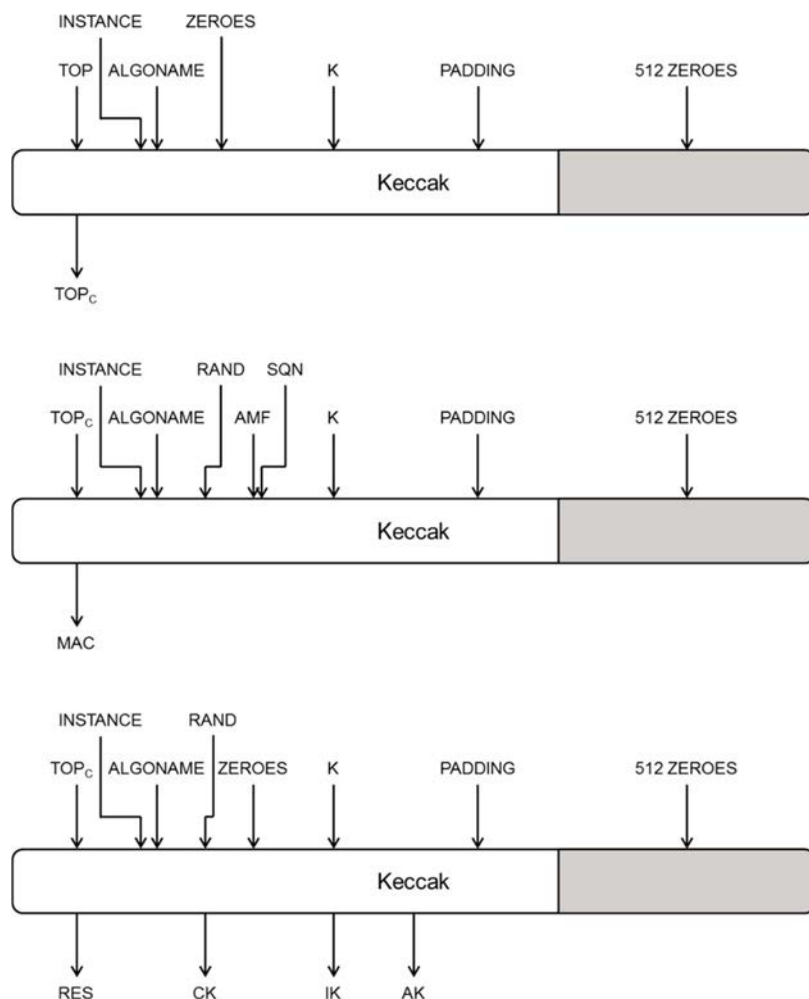 INSTANCE ZEROES
TOP ALGONAME K PADDING 512 ZEROES
Keccak
TOPC
INSTANCE RAND SQN
TOPC ALGONAME AMF K PADDING 512 ZEROES
Keccak
MAC
INSTANCE RAND
TOPC ALGONAME ZEROES K PADDING 512 ZEROES
Keccak
RES CK IK AK